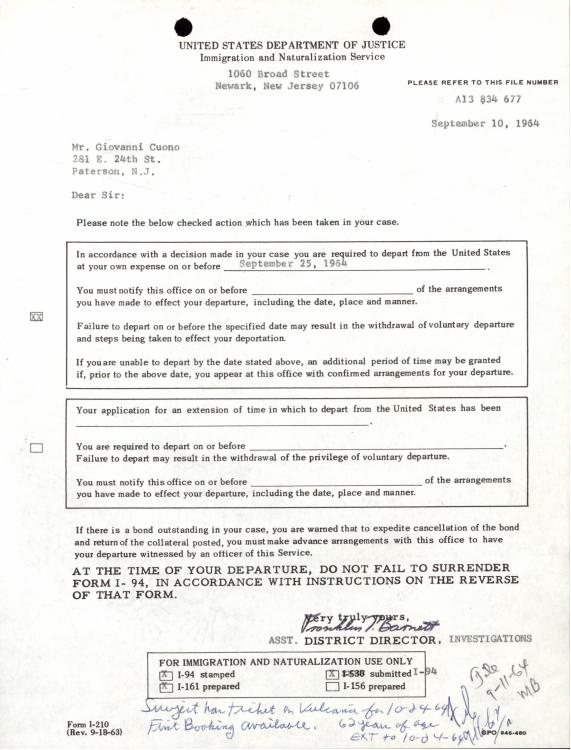 UNITED STATES DEPARTMENT OF JUSTICE
Immigration and Naturalization Service
1060 Broad Street
Newark, New Jersey 07106
PLEASE REFER TO THIS FILE NUMBER
A13 834 677
September 10, 1964
Mr. Giovanni Cuono
281 E. 24th St.
Paterson, N.J.
Dear Sir:
Please note the below checked action which has been taken in your case.
In accordance with a decision made in your case you are required to depart from the United States
at your own expense on or before September 25, 1964.
You must notify this office on or before of the arrangements
you have made to effect your departure, including the date, place and manner.
XX
Failure to depart on or before the specified date may result in the withdrawal of voluntary departure
and steps being taken to effect your deportation.
If you are unable to depart by the date stated above, an additional period of time may be granted
if, prior to the above date, you appear at this office with confirmed arrangements for your departure.
Your application for an extension of time in which to depart from the United States has been
.
You are required to depart on or before .
Failure to depart may result in the withdrawal of the privilege of voluntary departure.
You must notify this office on or before of the arrangements
you have made to effect your departure, including the date, place and manner.
If there is a bond outstanding in your case, you are warned that to expedite cancellation of the bond
and return of the collateral posted, you must make advance arrangements with this office to have
your departure witnessed by an officer of this Service.
AT THE TIME OF YOUR DEPARTURE, DO NOT FAIL TO SURRENDER
FORM I-94, IN ACCORDANCE WITH INSTRUCTIONS ON THE REVERSE
OF THAT FORM.
Very truly yours,
Franklin Barnett
ASST. DISTRICT DIRECTOR, INVESTIGATIONS
FOR IMMIGRATION AND NATURALIZATION USE ONLY
X I-94 stamped X I-530 submitted I-94
X I-161 prepared I-156 prepared
File
9-11-64
MB
Subject has ticket on Vulcania for 10-24-64
First Booking available. 62 year of age
EXT to 10-24-64
Form I-210
(Rev. 9-18-63)
GPO 946-480